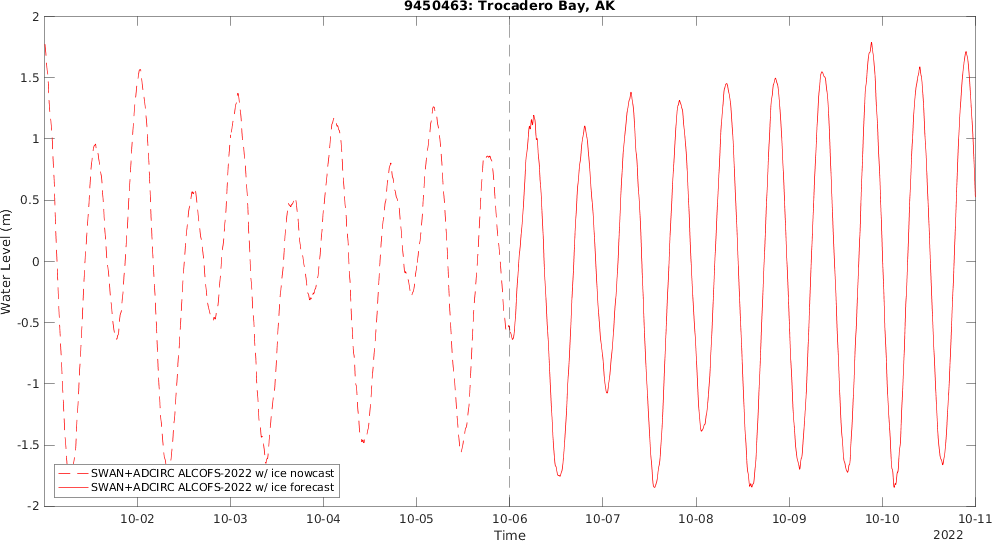 9450463: Trocadero Bay, AK
Water Level (m)
2
1.5
1
0.5
0
-0.5
-1
-1.5
-2
SWAN+ADCIRC ALCOFS-2022 w/ ice nowcast
SWAN+ADCIRC ALCOFS-2022 w/ ice forecast
10-02 10-03 10-04 10-05 10-06 10-07 10-08 10-09 10-10 10-11
Time
2022